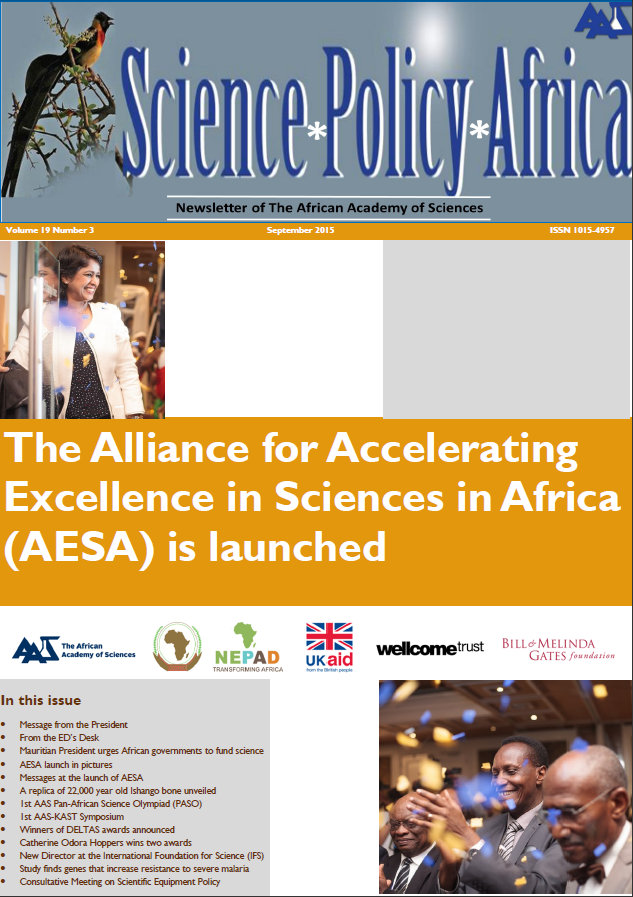 AAS
Science*Policy*Africa
Newsletter of The African Academy of Sciences
Volume 19 Number 3 September 2015 ISSN 1015-4957
The Alliance for Accelerating
Excellence in Sciences in Africa
(AESA) is launched
AAS The African
Academy of Sciences
NEPAD
TRANSFORMING AFRICA
UKaid
from the British people
wellcometrust
BILL & MELINDA
GATES foundation
In this issue
• Message from the President
• From the ED's Desk
• Mauritian President urges African governments to fund science
• AESA launch in pictures
• Messages at the launch of AESA
• A replica of 22,000 year old Ishango bone unveiled
• 1st AAS Pan-African Science Olympiad (PASO)
• 1st AAS-KAST Symposium
• Winners of DELTAS awards announced
• Catherine Odora Hoppers wins two awards
• New Director at the International Foundation for Science (IFS)
• Study finds genes that increase resistance to severe malaria
• Consultative Meeting on Scientific Equipment Policy